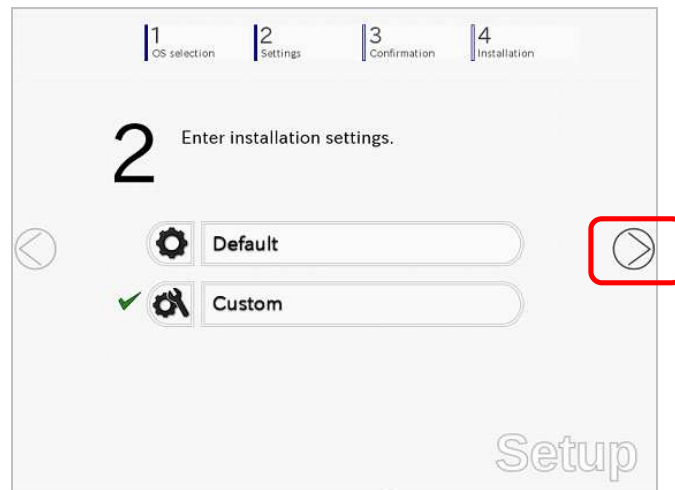 1
OS selection
2
Settings
3
Confirmation
4
Installation
2
Enter installation settings.
Default
Custom
Setup